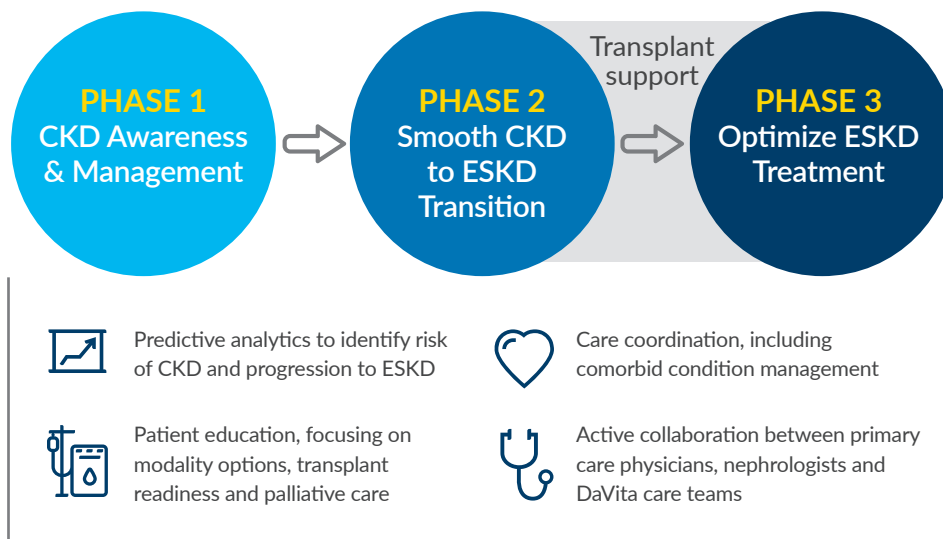 PHASE 1
CKD Awareness
& Management
PHASE 2
Smooth CKD
to ESKD
Transition
Transplant
support
PHASE 3
Optimize ESKD
Treatment
Predictive analytics to identify risk
of CKD and progression to ESKD
Care coordination, including
comorbid condition management
Patient education, focusing on
modality options, transplant
readiness and palliative care
Active collaboration between primary
care physicians, nephrologists and
DaVita care teams